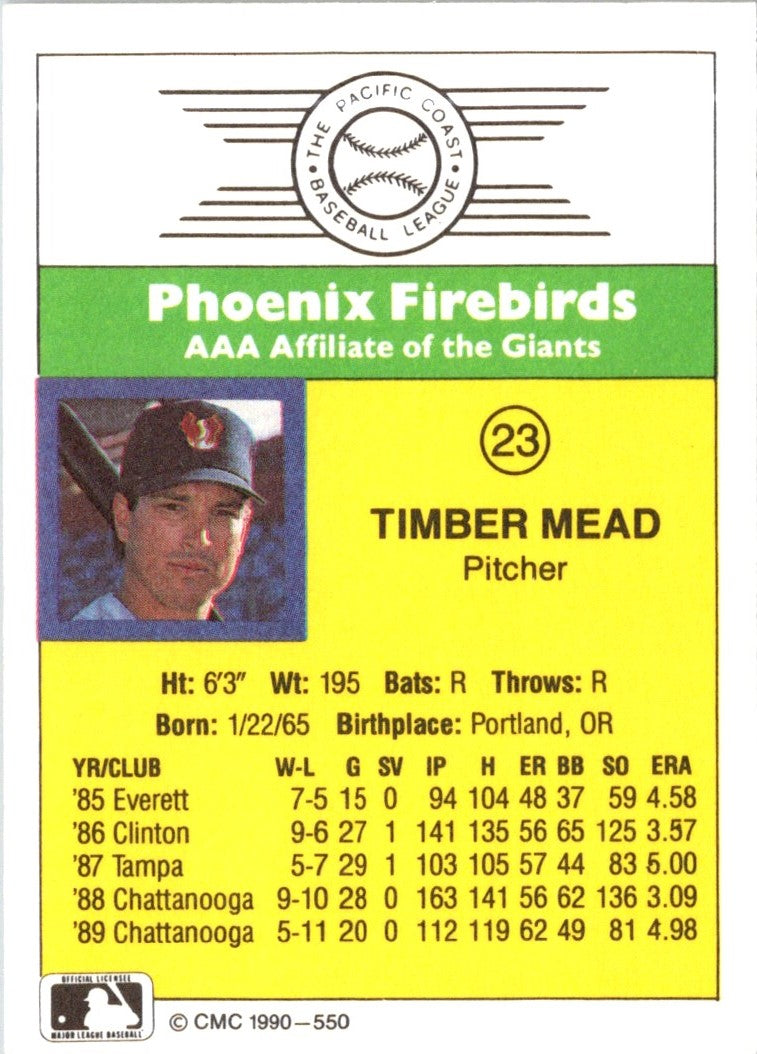 THE PACIFIC COAST
BASEBALL LEAGUE
Phoenix Firebirds
AAA Affiliate of the Giants
23
TIMBER MEAD
Pitcher
Ht: 6'3" Wt: 195 Bats: R Throws: R
Born: 1/22/65 Birthplace: Portland, OR
YR/CLUB W-L G SV IP H ER BB SO ERA
'85 Everett 7-5 15 0 94 104 48 37 59 4.58
'86 Clinton 9-6 27 1 141 135 56 65 125 3.57
'87 Tampa 5-7 29 1 103 105 57 44 83 5.00
'88 Chattanooga 9-10 28 0 163 141 56 62 136 3.09
'89 Chattanooga 5-11 20 0 112 119 62 49 81 4.98
OFFICIAL LICENSEE
MAJOR LEAGUE BASEBALL
© CMC 1990—550